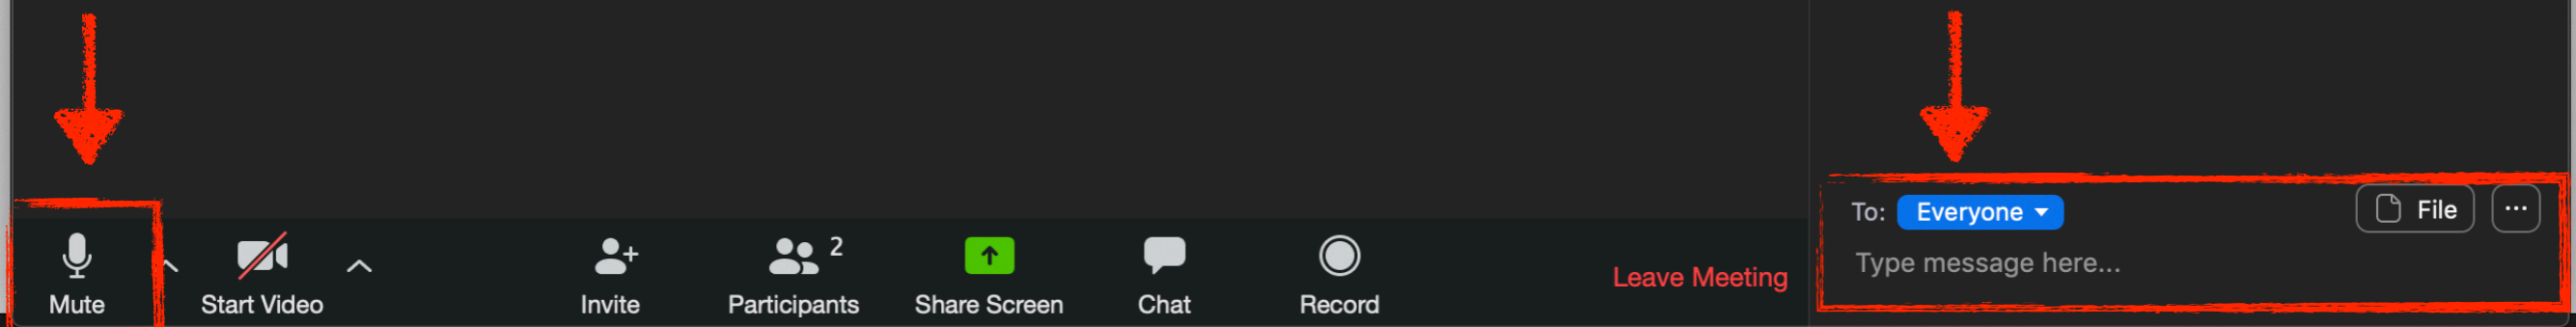 Mute
Start Video
Invite
2
Participants
Share Screen
Chat
Record
Leave Meeting
To: Everyone
File
...
Type message here...